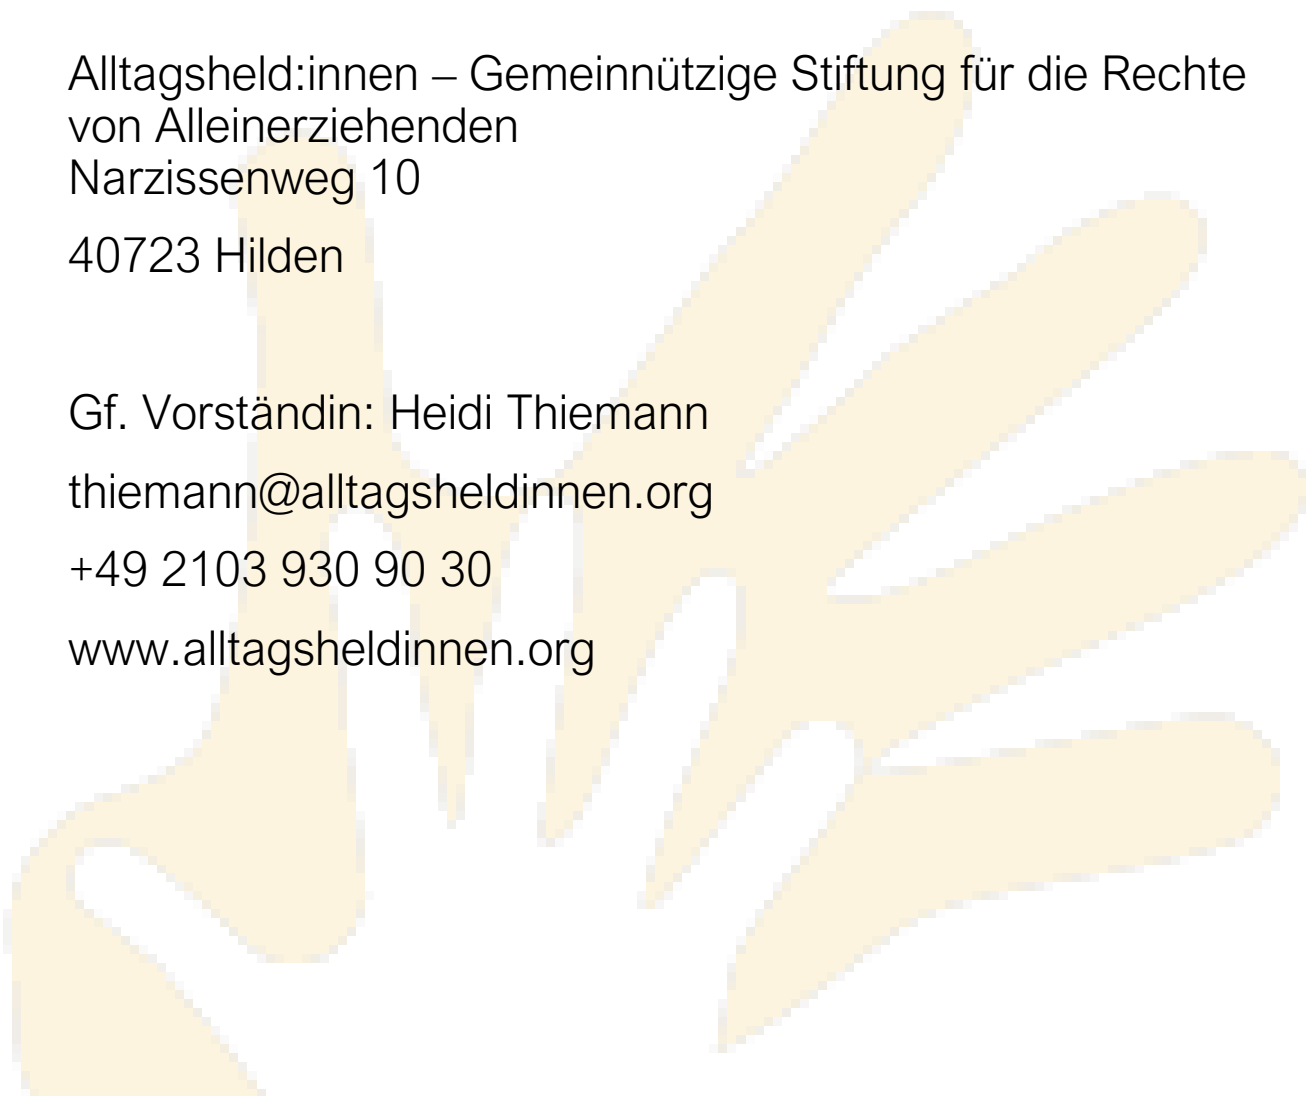 Alltagsheld:innen – Gemeinnützige Stiftung für die Rechte
von Alleinerziehenden
Narzissenweg 10
40723 Hilden
Gf. Vorständin: Heidi Thiemann
thiemann@alltagsheldinnen.org
+49 2103 930 90 30
www.alltagsheldinnen.org